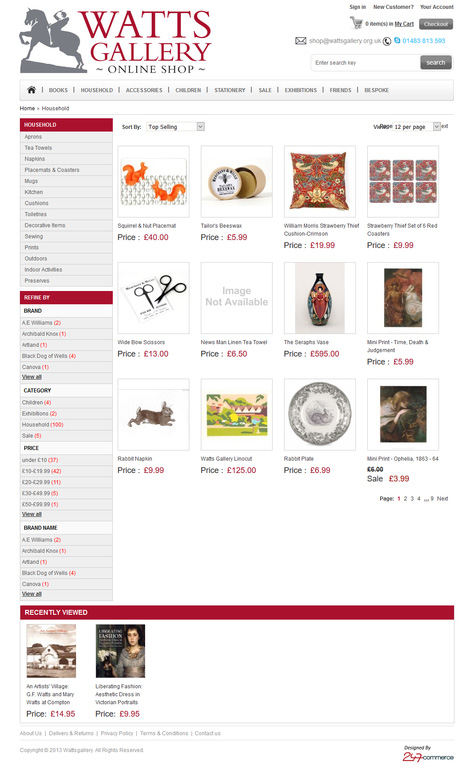 Sign in New Customer? Your Account
WATTS
GALLERY
~ ONLINE SHOP ~
0 item(s) in My Cart Checkout
shop@wattsgallery.org.uk 01483 813 593
Enter search key search
BOOKS | HOUSEHOLD | ACCESSORIES | CHILDREN | STATIONERY | SALE | EXHIBITIONS | FRIENDS | BESPOKE
Home » Household
HOUSEHOLD
Aprons
Tea Towels
Napkins
Placemats & Coasters
Mugs
Kitchen
Cushions
Toiletries
Decorative Items
Sewing
Prints
Outdoors
Indoor Activities
Preserves
REFINE BY
BRAND
A.E Williams (2)
Archibald Knox (1)
Artland (1)
Black Dog of Wells (4)
Canova (1)
View all
CATEGORY
Children (4)
Exhibitions (2)
Household (100)
Sale (5)
PRICE
under £10 (37)
£10-£19.99 (42)
£20-£29.99 (11)
£30-£49.99 (5)
£50-£99.99 (1)
View all
BRAND NAME
A.E Williams (2)
Archibald Knox (1)
Artland (1)
Black Dog of Wells (4)
Canova (1)
View all
Sort By: Top Selling
12 per page
Squirrel & Nut Placemat
Price : £40.00
Tailor's Beeswax
Price : £5.99
William Morris Strawberry Thief
Cushion-Crimson
Price : £19.99
Strawberry Thief Set of 6 Red
Coasters
Price : £9.99
Wide Bow Scissors
Price : £13.00
Image
Not Available
News Man Linen Tea Towel
Price : £6.50
The Seraphs Vase
Price : £595.00
Mini Print - Time, Death &
Judgement
Price : £5.99
Rabbit Napkin
Price : £9.99
Watts Gallery Linocut
Price : £125.00
Rabbit Plate
Price : £6.99
Mini Print - Ophelia, 1863 - 64
£6.00
Sale £3.99
Page: 1 2 3 4 ... 9 Next
RECENTLY VIEWED
LIBERATING
FASHION
An Artists' Village:
G.F. Watts and Mary
Watts at Compton
Price: £14.95
Liberating Fashion:
Aesthetic Dress in
Victorian Portraits
Price: £9.95
About Us | Delivery & Returns | Privacy Policy | Terms & Conditions | Contact us
Copyright © 2013 Wattsgallery. All Rights Reserved.
Designed By
247-commerce